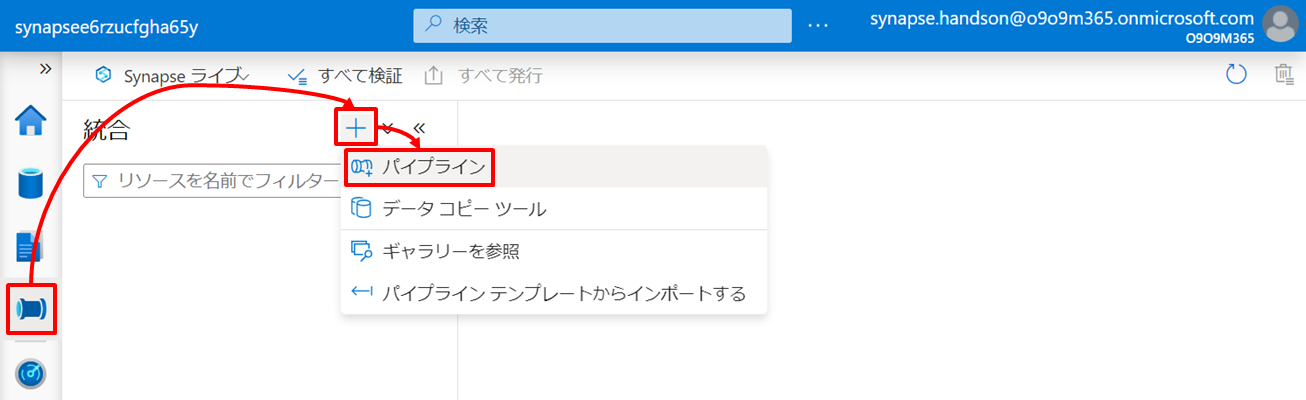 synapsee6rzucfgha65y
検索
synapse.handson@o9o9m365.onmicrosoft.com
O9O9M365
Synapse ライブ
すべて検証
すべて発行
統合
リソースを名前でフィルター
パイプライン
データ コピー ツール
ギャラリーを参照
パイプライン テンプレートからインポートする